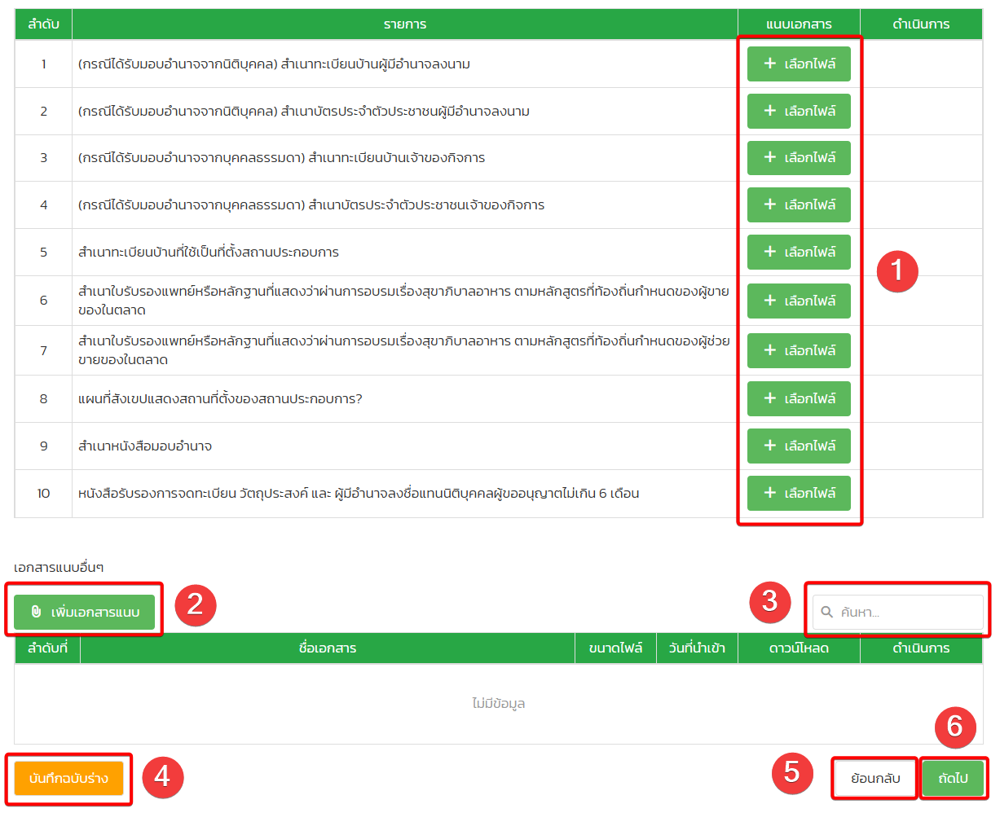 ลำดับ รายการ แนบเอกสาร ดำเนินการ
1 (กรณีได้รับมอบอำนาจจากนิติบุคคล) สำเนาทะเบียนบ้านผู้มีอำนาจลงนาม + เลือกไฟล์
2 (กรณีได้รับมอบอำนาจจากนิติบุคคล) สำเนาบัตรประจำตัวประชาชนผู้มีอำนาจลงนาม + เลือกไฟล์
3 (กรณีได้รับมอบอำนาจจากบุคคลธรรมดา) สำเนาทะเบียนบ้านเจ้าของกิจการ + เลือกไฟล์
4 (กรณีได้รับมอบอำนาจจากบุคคลธรรมดา) สำเนาบัตรประจำตัวประชาชนเจ้าของกิจการ + เลือกไฟล์
5 สำเนาทะเบียนบ้านที่ใช้เป็นที่ตั้งสถานประกอบการ + เลือกไฟล์
1
6 สำเนาใบรับรองแพทย์หรือหลักฐานที่แสดงว่าผ่านการอบรมเรื่องสุขาภิบาลอาหาร ตามหลักสูตรที่ท้องถิ่นกำหนดของผู้ขาย
ของในตลาด + เลือกไฟล์
7 สำเนาใบรับรองแพทย์หรือหลักฐานที่แสดงว่าผ่านการอบรมเรื่องสุขาภิบาลอาหาร ตามหลักสูตรที่ท้องถิ่นกำหนดของผู้ช่วย
ขายของในตลาด + เลือกไฟล์
8 แผนที่สังเขปแสดงสถานที่ตั้งของสถานประกอบการ? + เลือกไฟล์
9 สำเนาหนังสือมอบอำนาจ + เลือกไฟล์
10 หนังสือรับรองการจดทะเบียน วัตถุประสงค์ และ ผู้มีอำนาจลงชื่อแทนนิติบุคคลผู้ขออนุญาตไม่เกิน 6 เดือน + เลือกไฟล์
เอกสารแนบอื่นๆ
เพิ่มเอกสารแนบ 2 3 ค้นหา...
ลำดับที่ ชื่อเอกสาร ขนาดไฟล์ วันที่นำเข้า ดาวน์โหลด ดำเนินการ
ไม่มีข้อมูล
6
บันทึกฉบับร่าง 4 5 ย้อนกลับ ถัดไป